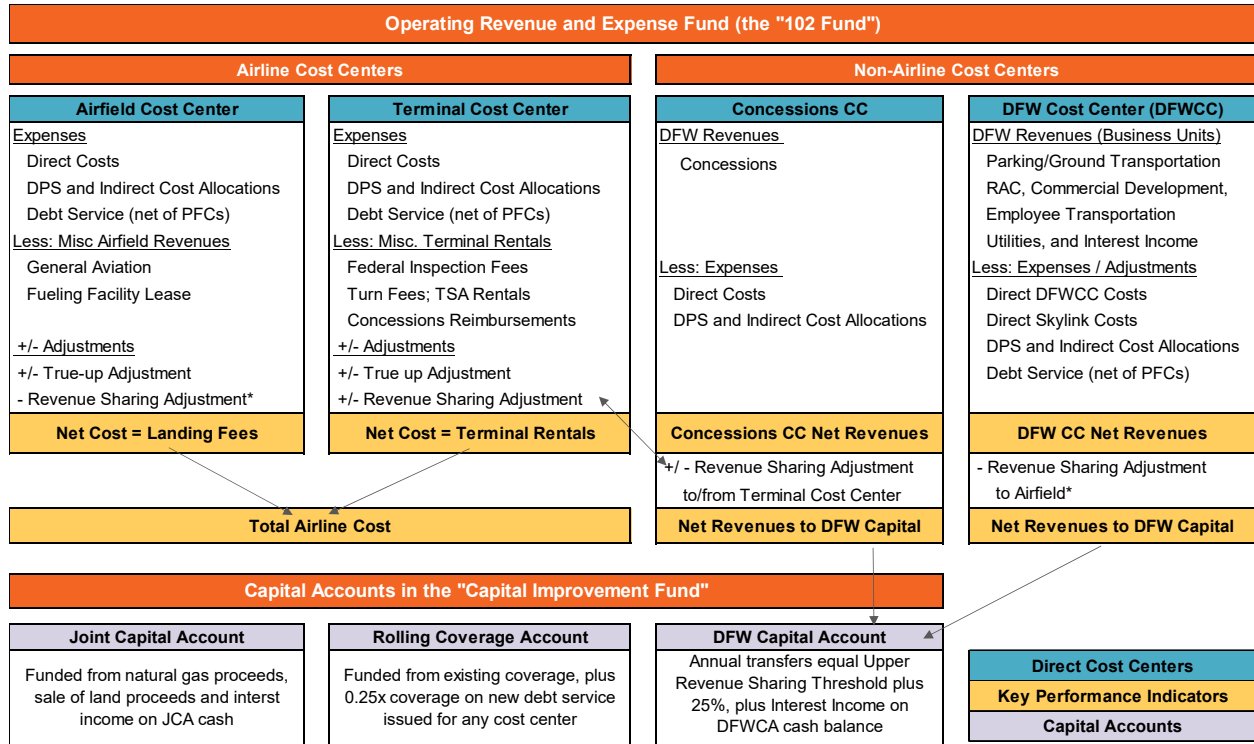 Operating Revenue and Expense Fund (the "102 Fund")
Airline Cost Centers
Non-Airline Cost Centers
Airfield Cost Center
Expenses
Direct Costs
DPS and Indirect Cost Allocations
Debt Service (net of PFCs)
Less: Misc Airfield Revenues
General Aviation
Fueling Facility Lease
+/- Adjustments
+/- True-up Adjustment
- Revenue Sharing Adjustment*
Net Cost = Landing Fees
Terminal Cost Center
Expenses
Direct Costs
DPS and Indirect Cost Allocations
Debt Service (net of PFCs)
Less: Misc. Terminal Rentals
Federal Inspection Fees
Turn Fees; TSA Rentals
Concessions Reimbursements
+/- Adjustments
+/- True up Adjustment
+/- Revenue Sharing Adjustment
Net Cost = Terminal Rentals
Total Airline Cost
Concessions CC
DFW Revenues
Concessions
Less: Expenses
Direct Costs
DPS and Indirect Cost Allocations
Concessions CC Net Revenues
+/ - Revenue Sharing Adjustment
to/from Terminal Cost Center
Net Revenues to DFW Capital
DFW Cost Center (DFWCC)
DFW Revenues (Business Units)
Parking/Ground Transportation
RAC, Commercial Development,
Employee Transportation
Utilities, and Interest Income
Less: Expenses / Adjustments
Direct DFWCC Costs
Direct Skylink Costs
DPS and Indirect Cost Allocations
Debt Service (net of PFCs)
DFW CC Net Revenues
- Revenue Sharing Adjustment
to Airfield*
Net Revenues to DFW Capital
Capital Accounts in the "Capital Improvement Fund"
Joint Capital Account
Funded from natural gas proceeds,
sale of land proceeds and interst
income on JCA cash
Rolling Coverage Account
Funded from existing coverage, plus
0.25x coverage on new debt service
issued for any cost center
DFW Capital Account
Annual transfers equal Upper
Revenue Sharing Threshold plus
25%, plus Interest Income on
DFWCA cash balance
Direct Cost Centers
Key Performance Indicators
Capital Accounts